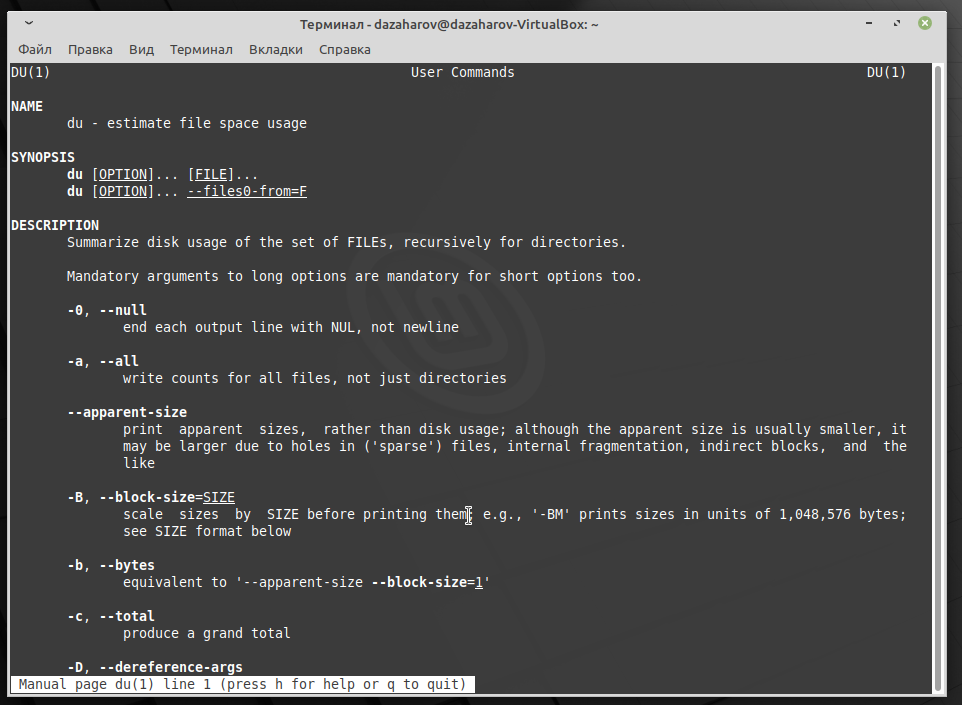 Терминал - dazaharov@dazaharov-VirtualBox: ~
Файл Правка Вид Терминал Вкладки Справка
DU(1) User Commands DU(1)
NAME
du - estimate file space usage
SYNOPSIS
du [OPTION]... [FILE]...
du [OPTION]... --files0-from=F
DESCRIPTION
Summarize disk usage of the set of FILEs, recursively for directories.
Mandatory arguments to long options are mandatory for short options too.
-0, --null
end each output line with NUL, not newline
-a, --all
write counts for all files, not just directories
--apparent-size
print apparent sizes, rather than disk usage; although the apparent size is usually smaller, it
may be larger due to holes in ('sparse') files, internal fragmentation, indirect blocks, and the
like
-B, --block-size=SIZE
scale sizes by SIZE before printing them; e.g., '-BM' prints sizes in units of 1,048,576 bytes;
see SIZE format below
-b, --bytes
equivalent to '--apparent-size --block-size=1'
-c, --total
produce a grand total
-D, --dereference-args
Manual page du(1) line 1 (press h for help or q to quit)